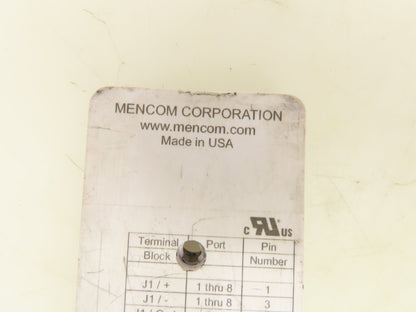 MENCOM CORPORATION
www.mencom.com
Made in USA
c RU US
Terminal Block Port Pin Number
J1 / + 1 thru 8 1
J1 / - 1 thru 8 3